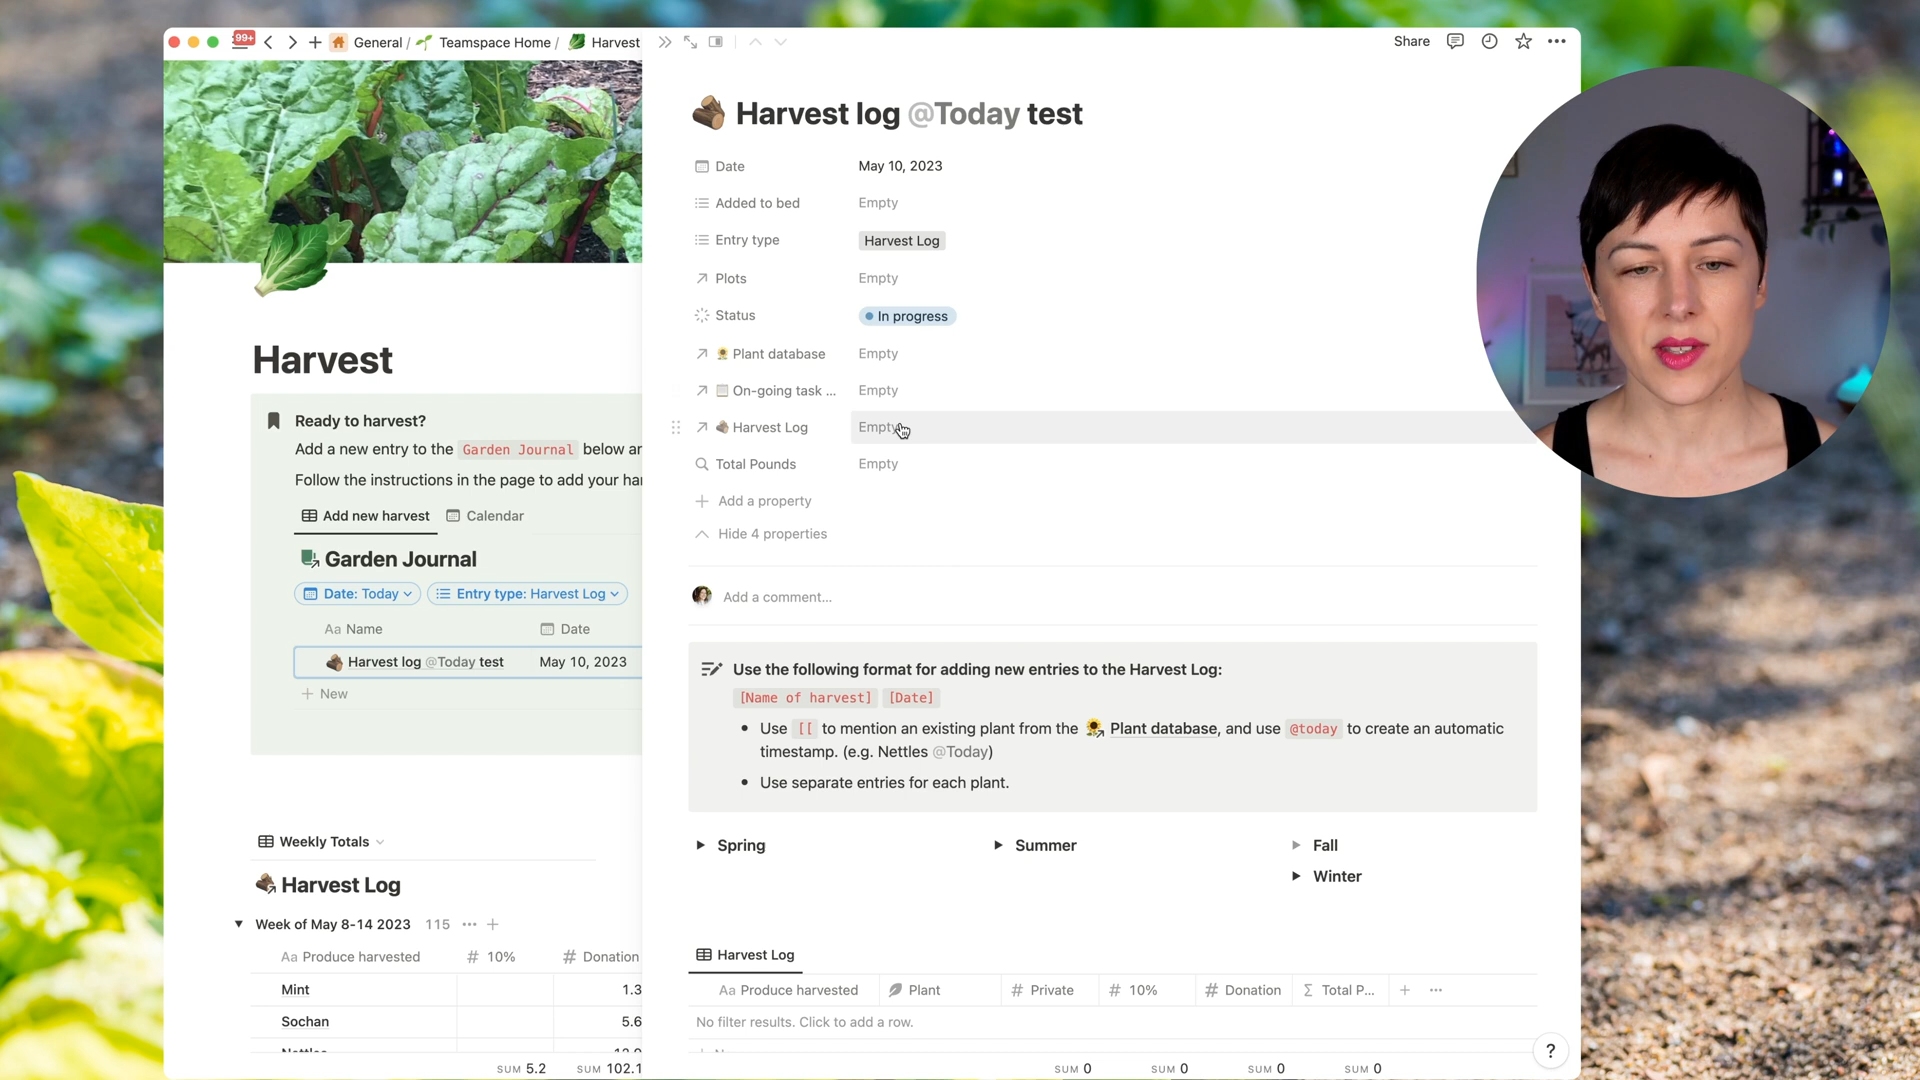 99+
General / Teamspace Home / Harvest
Share
Harvest log @Today test
Date May 10, 2023
Added to bed Empty
Entry type Harvest Log
Plots Empty
Status In progress
Plant database Empty
On-going task ... Empty
Harvest Log Empty
Total Pounds Empty
Add a property
Hide 4 properties
Add a comment...
Use the following format for adding new entries to the Harvest Log:
[Name of harvest] [Date]
Use [[ to mention an existing plant from the Plant database, and use @today to create an automatic
timestamp. (e.g. Nettles @Today)
Use separate entries for each plant.
Spring
Summer
Fall
Winter
Harvest Log
Aa Produce harvested Plant # Private # 10% # Donation Σ Total P...
No filter results. Click to add a row.
SUM 0 SUM 0 SUM 0 SUM 0
?
Harvest
Ready to harvest?
Add a new entry to the Garden Journal below
Follow the instructions in the page to add your
Add new harvest Calendar
Garden Journal
Date: Today Entry type: Harvest Log
Aa Name Date
Harvest log @Today test May 10, 2023
+ New
Weekly Totals
Harvest Log
Week of May 8-14 2023 115
Aa Produce harvested # 10% # Donation
Mint 1.3
Sochan 5.6
SUM 5.2 SUM 102.1